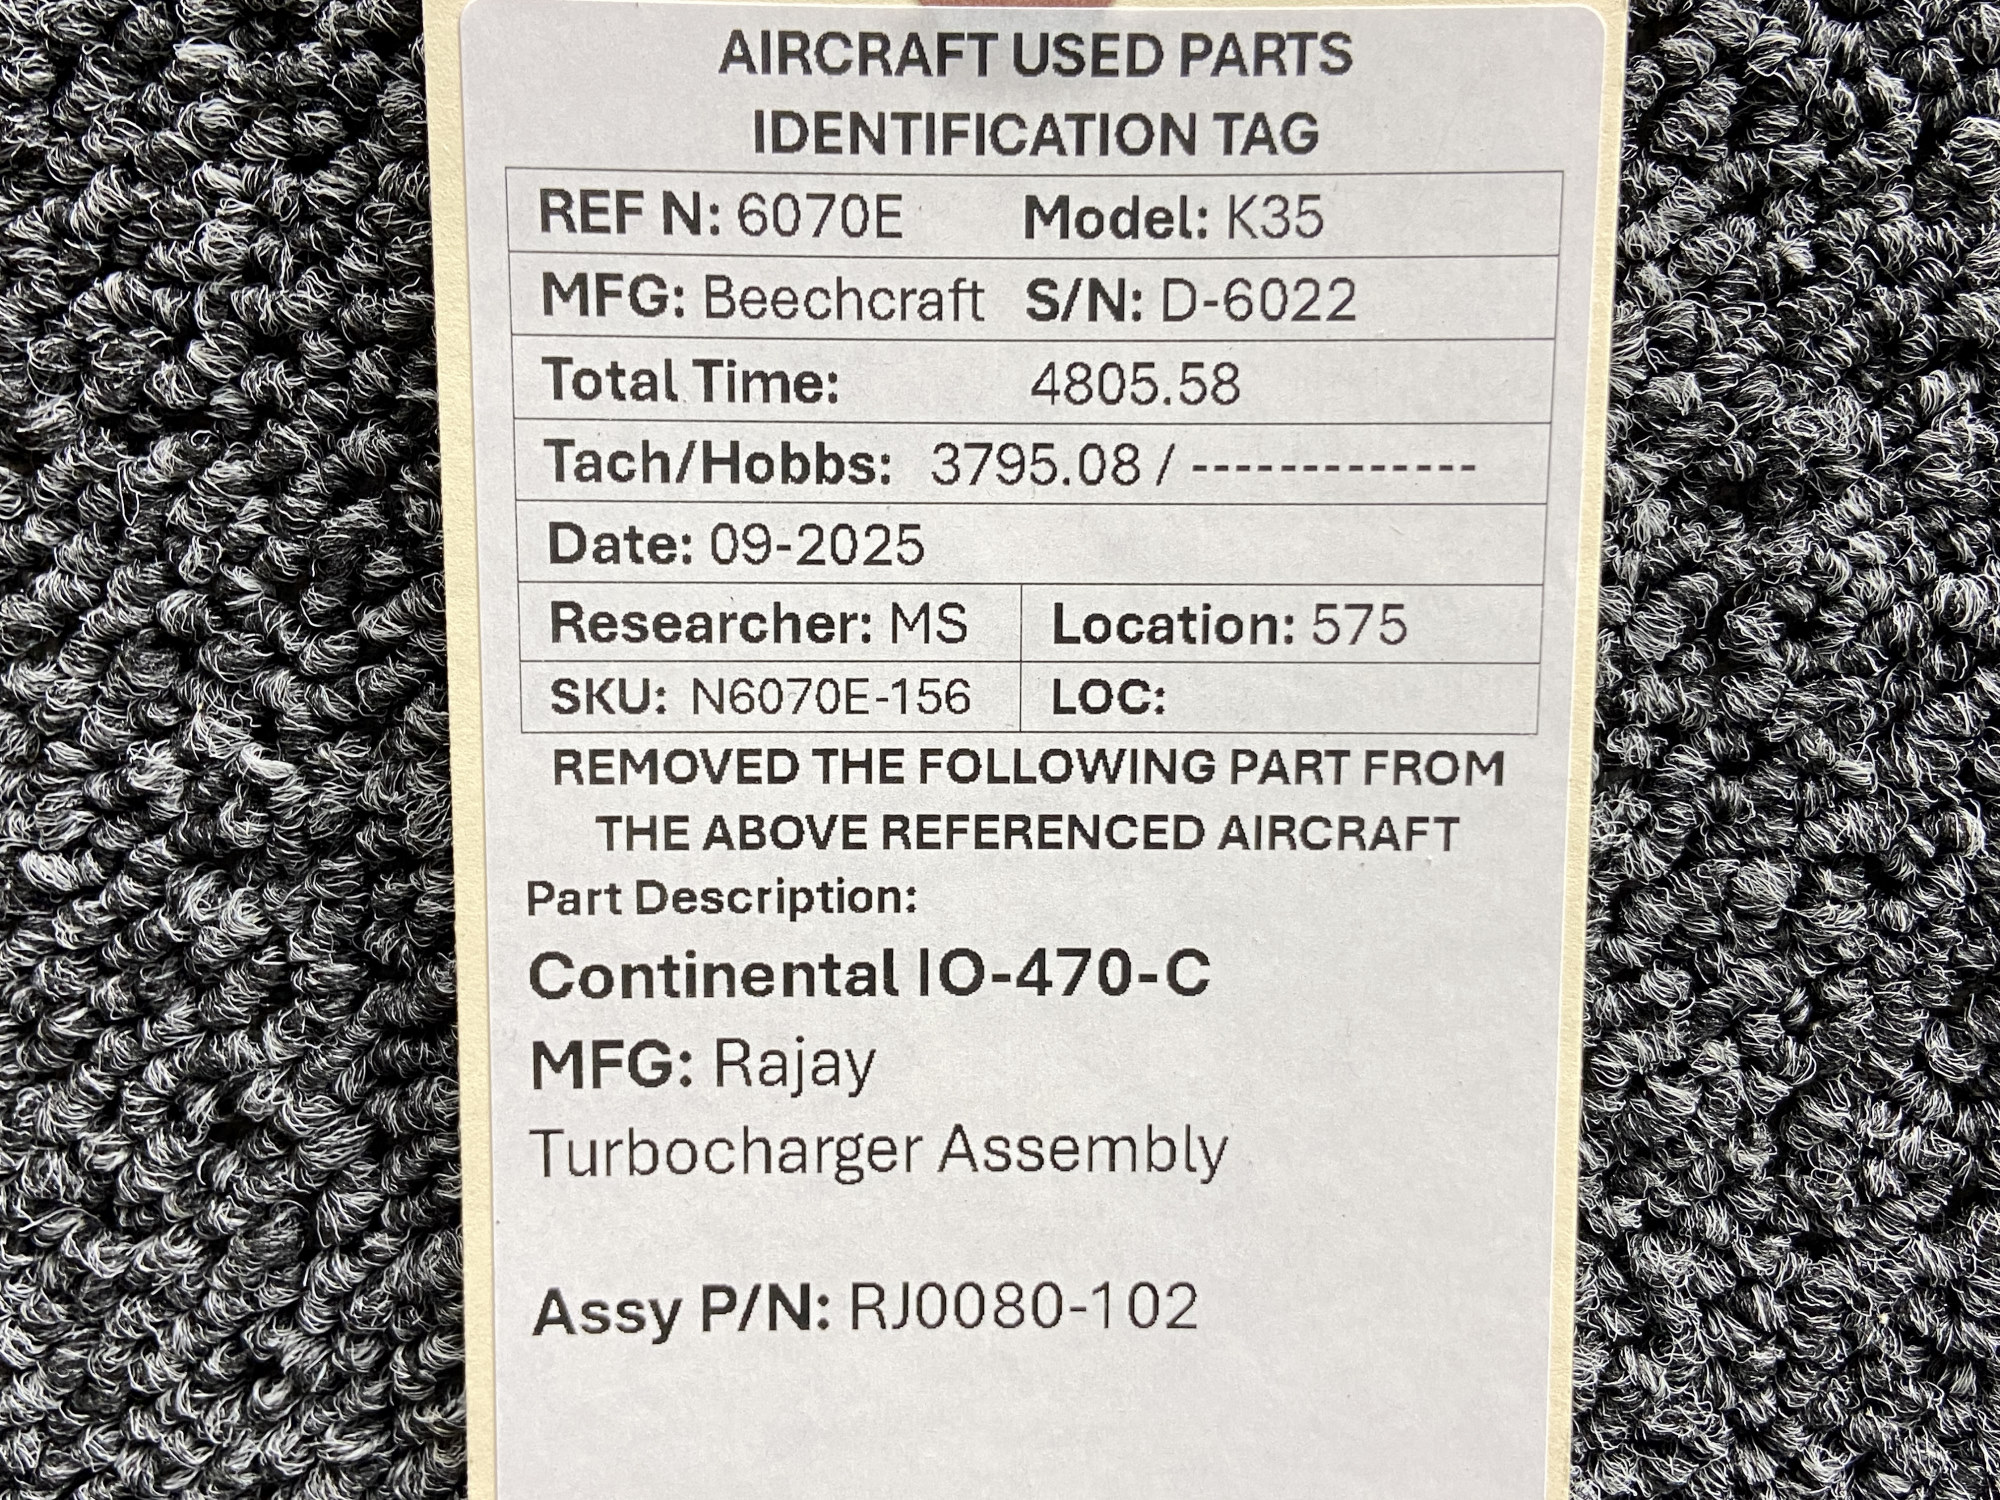 AIRCRAFT USED PARTS
IDENTIFICATION TAG
REF N: 6070E Model: K35
MFG: Beechcraft S/N: D-6022
Total Time: 4805.58
Tach/Hobbs: 3795.08 / -------------
Date: 09-2025
Researcher: MS Location: 575
SKU: N6070E-156 LOC:
REMOVED THE FOLLOWING PART FROM
THE ABOVE REFERENCED AIRCRAFT
Part Description:
Continental IO-470-C
MFG: Rajay
Turbocharger Assembly
Assy P/N: RJ0080-102